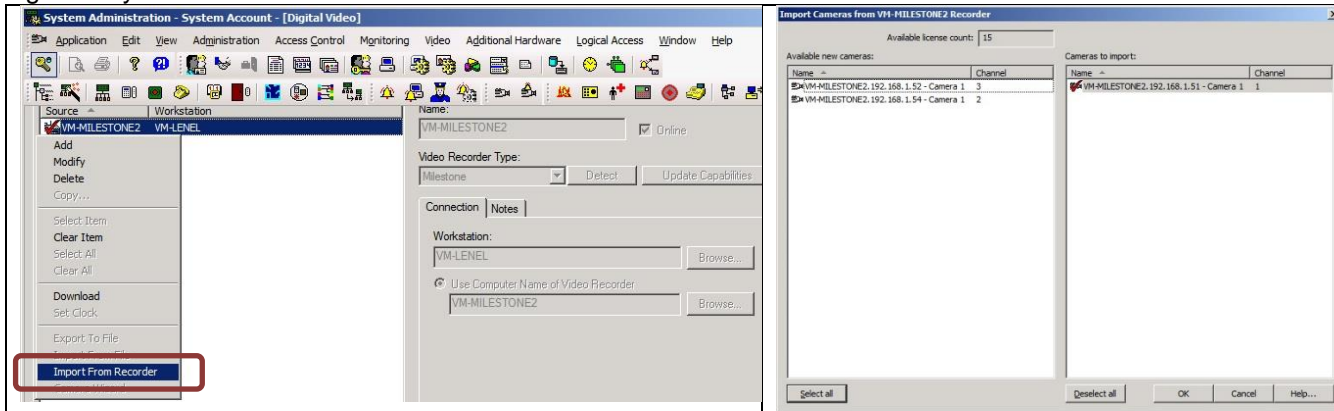 System Administration - System Account - [Digital Video]
Application Edit View Administration Access Control Monitoring Video Additional Hardware Logical Access Window Help
Source Workstation
VM-MILESTONE2 VM-LENEL
Add
Modify
Delete
Copy...
Select Item
Clear Item
Select All
Clear All
Download
Set Clock
Export To File
Import From File
Import From Recorder
Name:
VM-MILESTONE2 Online
Video Recorder Type:
Milestone Detect Update Capabilities
Connection Notes
Workstation:
VM-LENEL Browse...
Use Computer Name of Video Recorder
VM-MILESTONE2 Browse...
Import Cameras from VM-MILESTONE2 Recorder
Available license count: 15
Available new cameras:
Name Channel
VM-MILESTONE2.192.168.1.52 - Camera 1 3
VM-MILESTONE2.192.168.1.54 - Camera 1 2
Cameras to import:
Name Channel
VM-MILESTONE2.192.168.1.51 - Camera 1 1
Select all Deselect all OK Cancel Help...